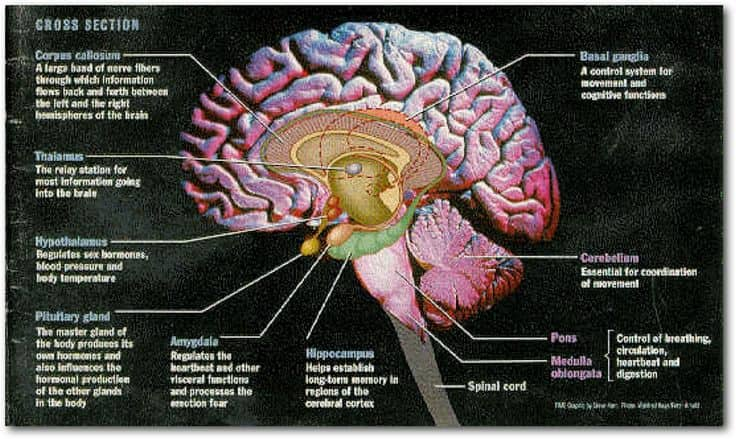 CROSS SECTION
Corpus callosum
A large band of nerve fibers
through which information
flows back and forth between
the left and the right
hemispheres of the brain
Basal ganglia
A control system for
movement and
cognitive functions
Thalamus
The relay station for
most information going
into the brain
Hypothalamus
Regulates sex hormones,
blood pressure and
body temperature
Cerebellum
Essential for coordination
of movement
Pituitary gland
The master gland of
the body produces its
own hormones and
also influences the
hormonal production
of the other glands
in the body
Amygdala
Regulates the
heartbeat and other
visceral functions
and processes the
emotion fear
Hippocampus
Helps establish
long-term memory in
regions of the
cerebral cortex
Pons
Medulla
oblongata
Control of breathing,
circulation,
heartbeat and
digestion
Spinal cord
TIME Graphic by